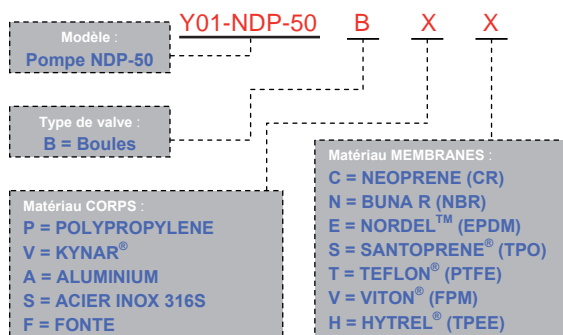 Y01-NDP-50 B X X
Modèle :
Pompe NDP-50
Type de valve :
B = Boules
Matériau CORPS :
P = POLYPROPYLENE
V = KYNAR®
A = ALUMINIUM
S = ACIER INOX 316S
F = FONTE
Matériau MEMBRANES :
C = NEOPRENE (CR)
N = BUNA R (NBR)
E = NORDEL™ (EPDM)
S = SANTOPRENE® (TPO)
T = TEFLON® (PTFE)
V = VITON® (FPM)
H = HYTREL® (TPEE)